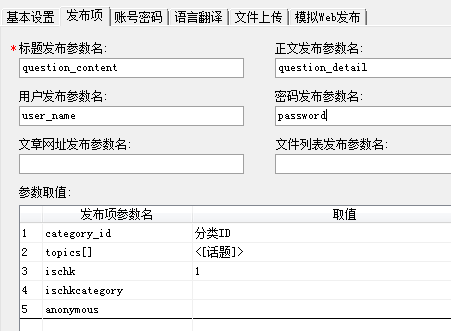 基本设置 发布项 账号密码 语言翻译 文件上传 模拟Web发布
*标题发布参数名: 正文发布参数名:
question_content question_detail
用户发布参数名: 密码发布参数名:
user_name password
文章网址发布参数名: 文件列表发布参数名:
参数取值:
发布项参数名 取值
1 category_id 分类ID
2 topics[] <[话题]>
3 ischk 1
4 ischkcategory
5 anonymous